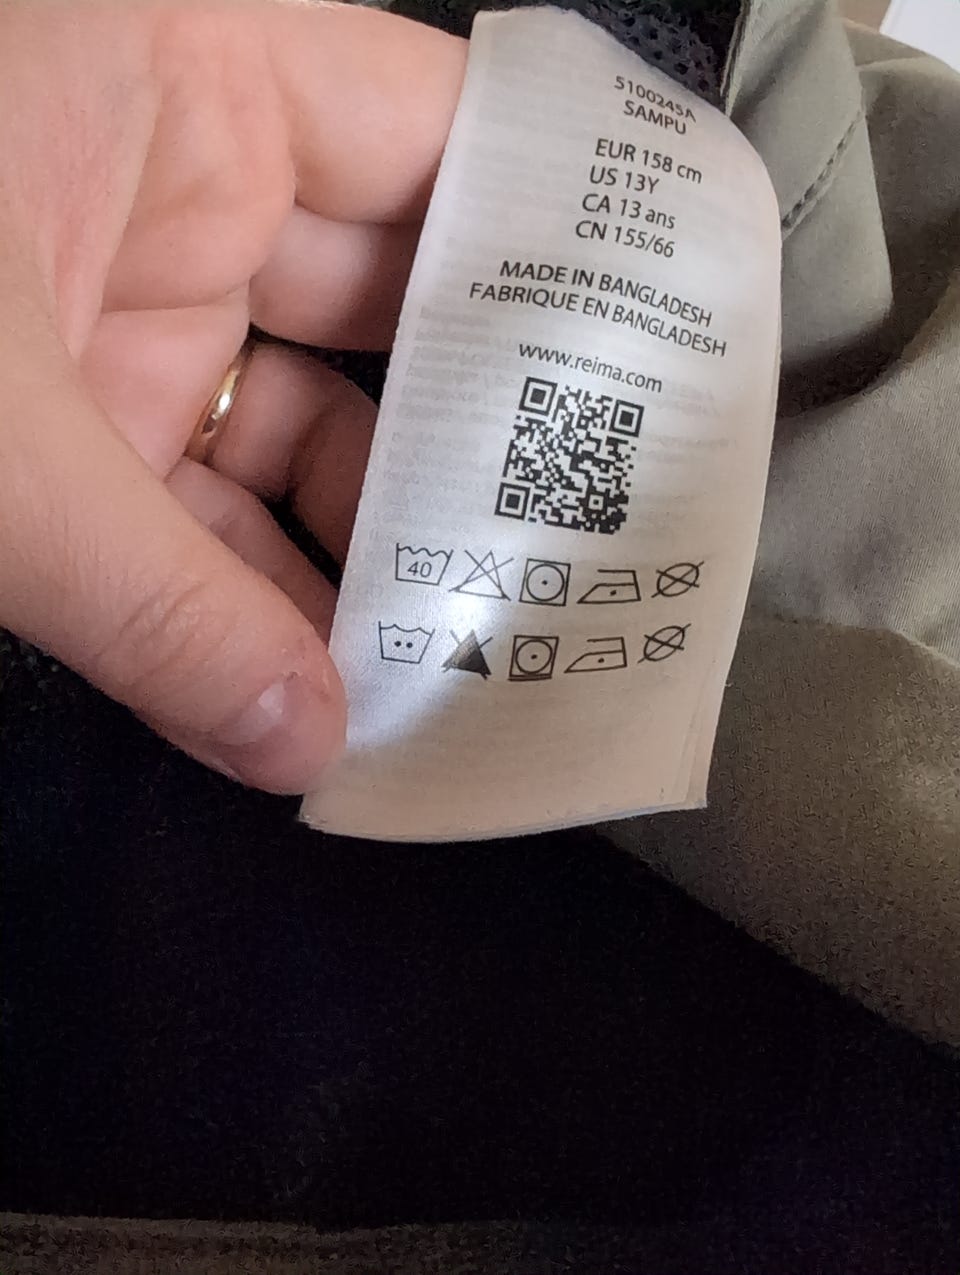 5100245A
SAMPU
EUR 158 cm
US 13Y
CA 13 ans
CN 155/66
MADE IN BANGLADESH
FABRIQUE EN BANGLADESH
www.reima.com
40